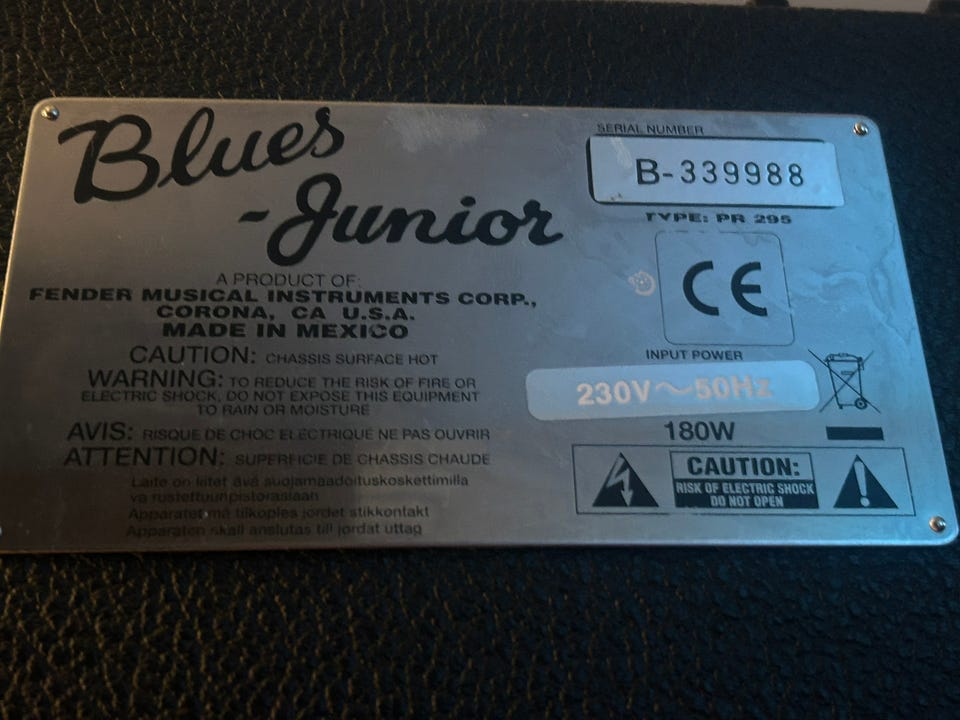 Blues
-Junior
A PRODUCT OF:
FENDER MUSICAL INSTRUMENTS CORP.,
CORONA, CA U.S.A.
MADE IN MEXICO
CAUTION: CHASSIS SURFACE HOT
WARNING: TO REDUCE THE RISK OF FIRE OR
ELECTRIC SHOCK, DO NOT EXPOSE THIS EQUIPMENT
TO RAIN OR MOISTURE
AVIS: RISQUE DE CHOC ELECTRIQUE NE PAS OUVRIR
ATTENTION: SUPERFICIE DE CHASSIS CHAUDE
Laite on liitet ävä suojamaadoituskoskettimilla
va rustettuunpistorasiaan
Apparatet må tilkoples jordet stikkontakt
Apparaten skall anslutas till jordat uttag
SERIAL NUMBER
B-339988
TYPE: PR 295
CE
INPUT POWER
230V~50Hz
180W
CAUTION:
RISK OF ELECTRIC SHOCK
DO NOT OPEN